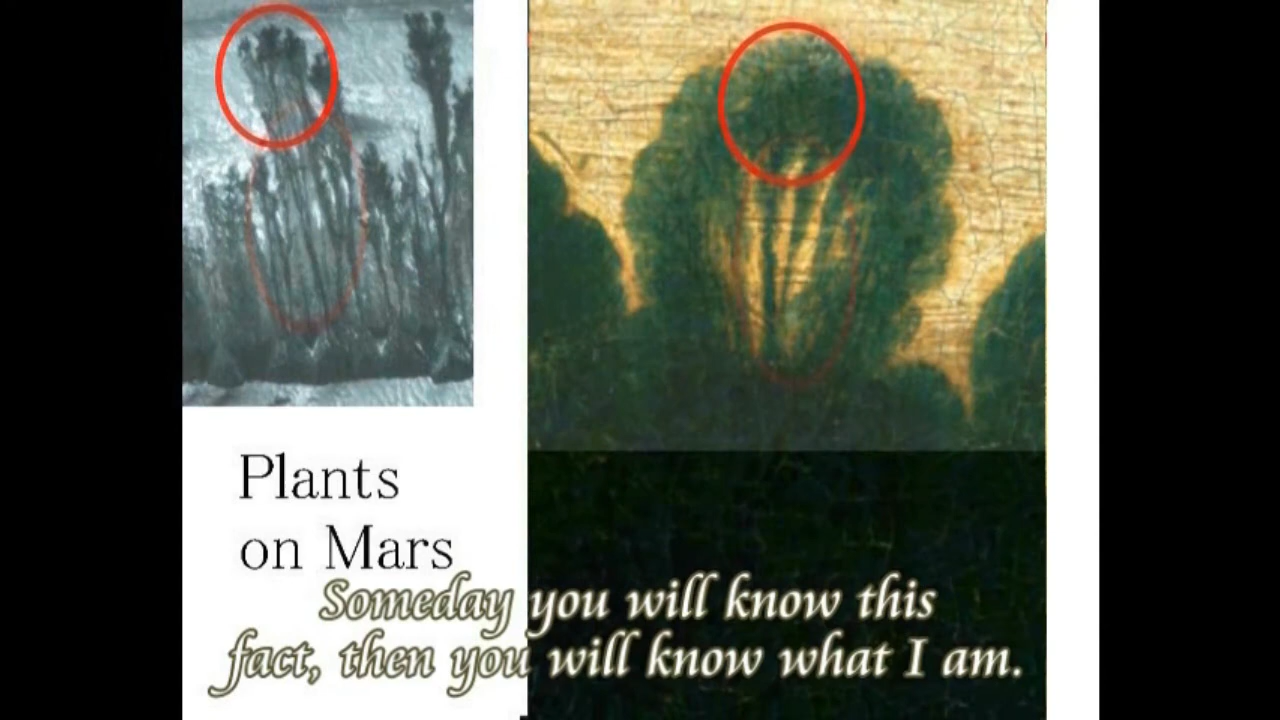 Plants
on Mars
Someday you will know this
fact, then you will know what I am.